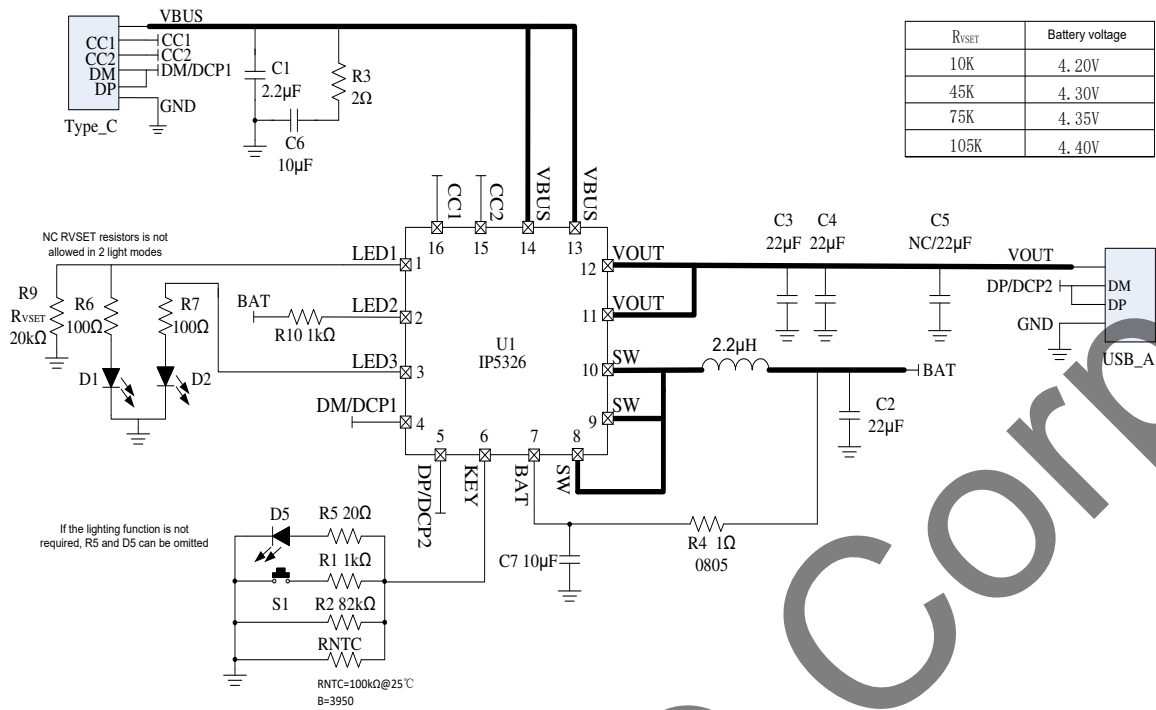 VBUS
CC1
CC2
DM
DP
CC1
CC2
DM/DCP1
GND
Type_C
C1
2.2µF
R3
2Ω
C6
10µF
RVSET
Battery voltage
10K
4.20V
45K
4.30V
75K
4.35V
105K
4.40V
NC RVSET resistors is not
allowed in 2 light modes
CC1
CC2
VBUS
VBUS
16
15
14
13
LED1
1
LED2
2
LED3
3
DM/DCP1
4
BAT
R10 1kΩ
R9
RVSET
20kΩ
R6
100Ω
R7
100Ω
D1
D2
U1
IP5326
12
VOUT
11
VOUT
10
SW
9
SW
5
6
7
8
DP/DCP2
KEY
BAT
SW
C3
22µF
C4
22µF
C5
NC/22µF
VOUT
DP/DCP2
DM
DP
GND
USB_A
2.2µH
BAT
C2
22µF
R4 1Ω
0805
C7 10µF
If the lighting function is not
required, R5 and D5 can be omitted
D5
R5 20Ω
R1 1kΩ
S1
R2 82kΩ
RNTC
RNTC=100kΩ@25℃
B=3950
Corp